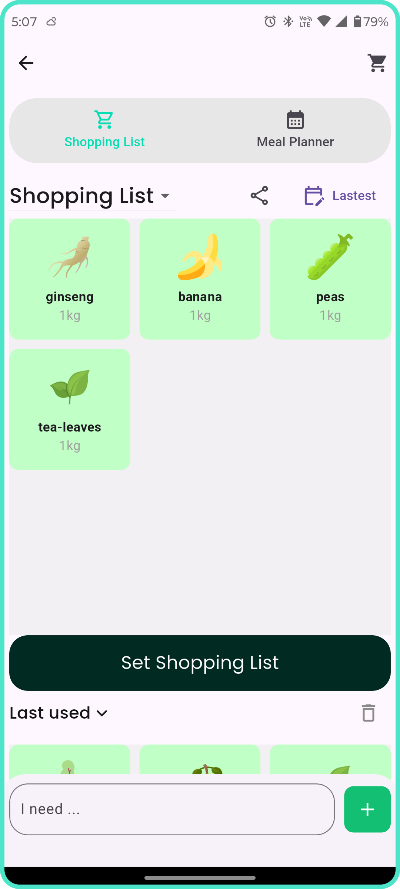 5:07 79%
Vo% LTE
Shopping List Meal Planner
Shopping List Lastest
ginseng banana peas
1kg 1kg 1kg
tea-leaves
1kg
Set Shopping List
Last used
I need ...